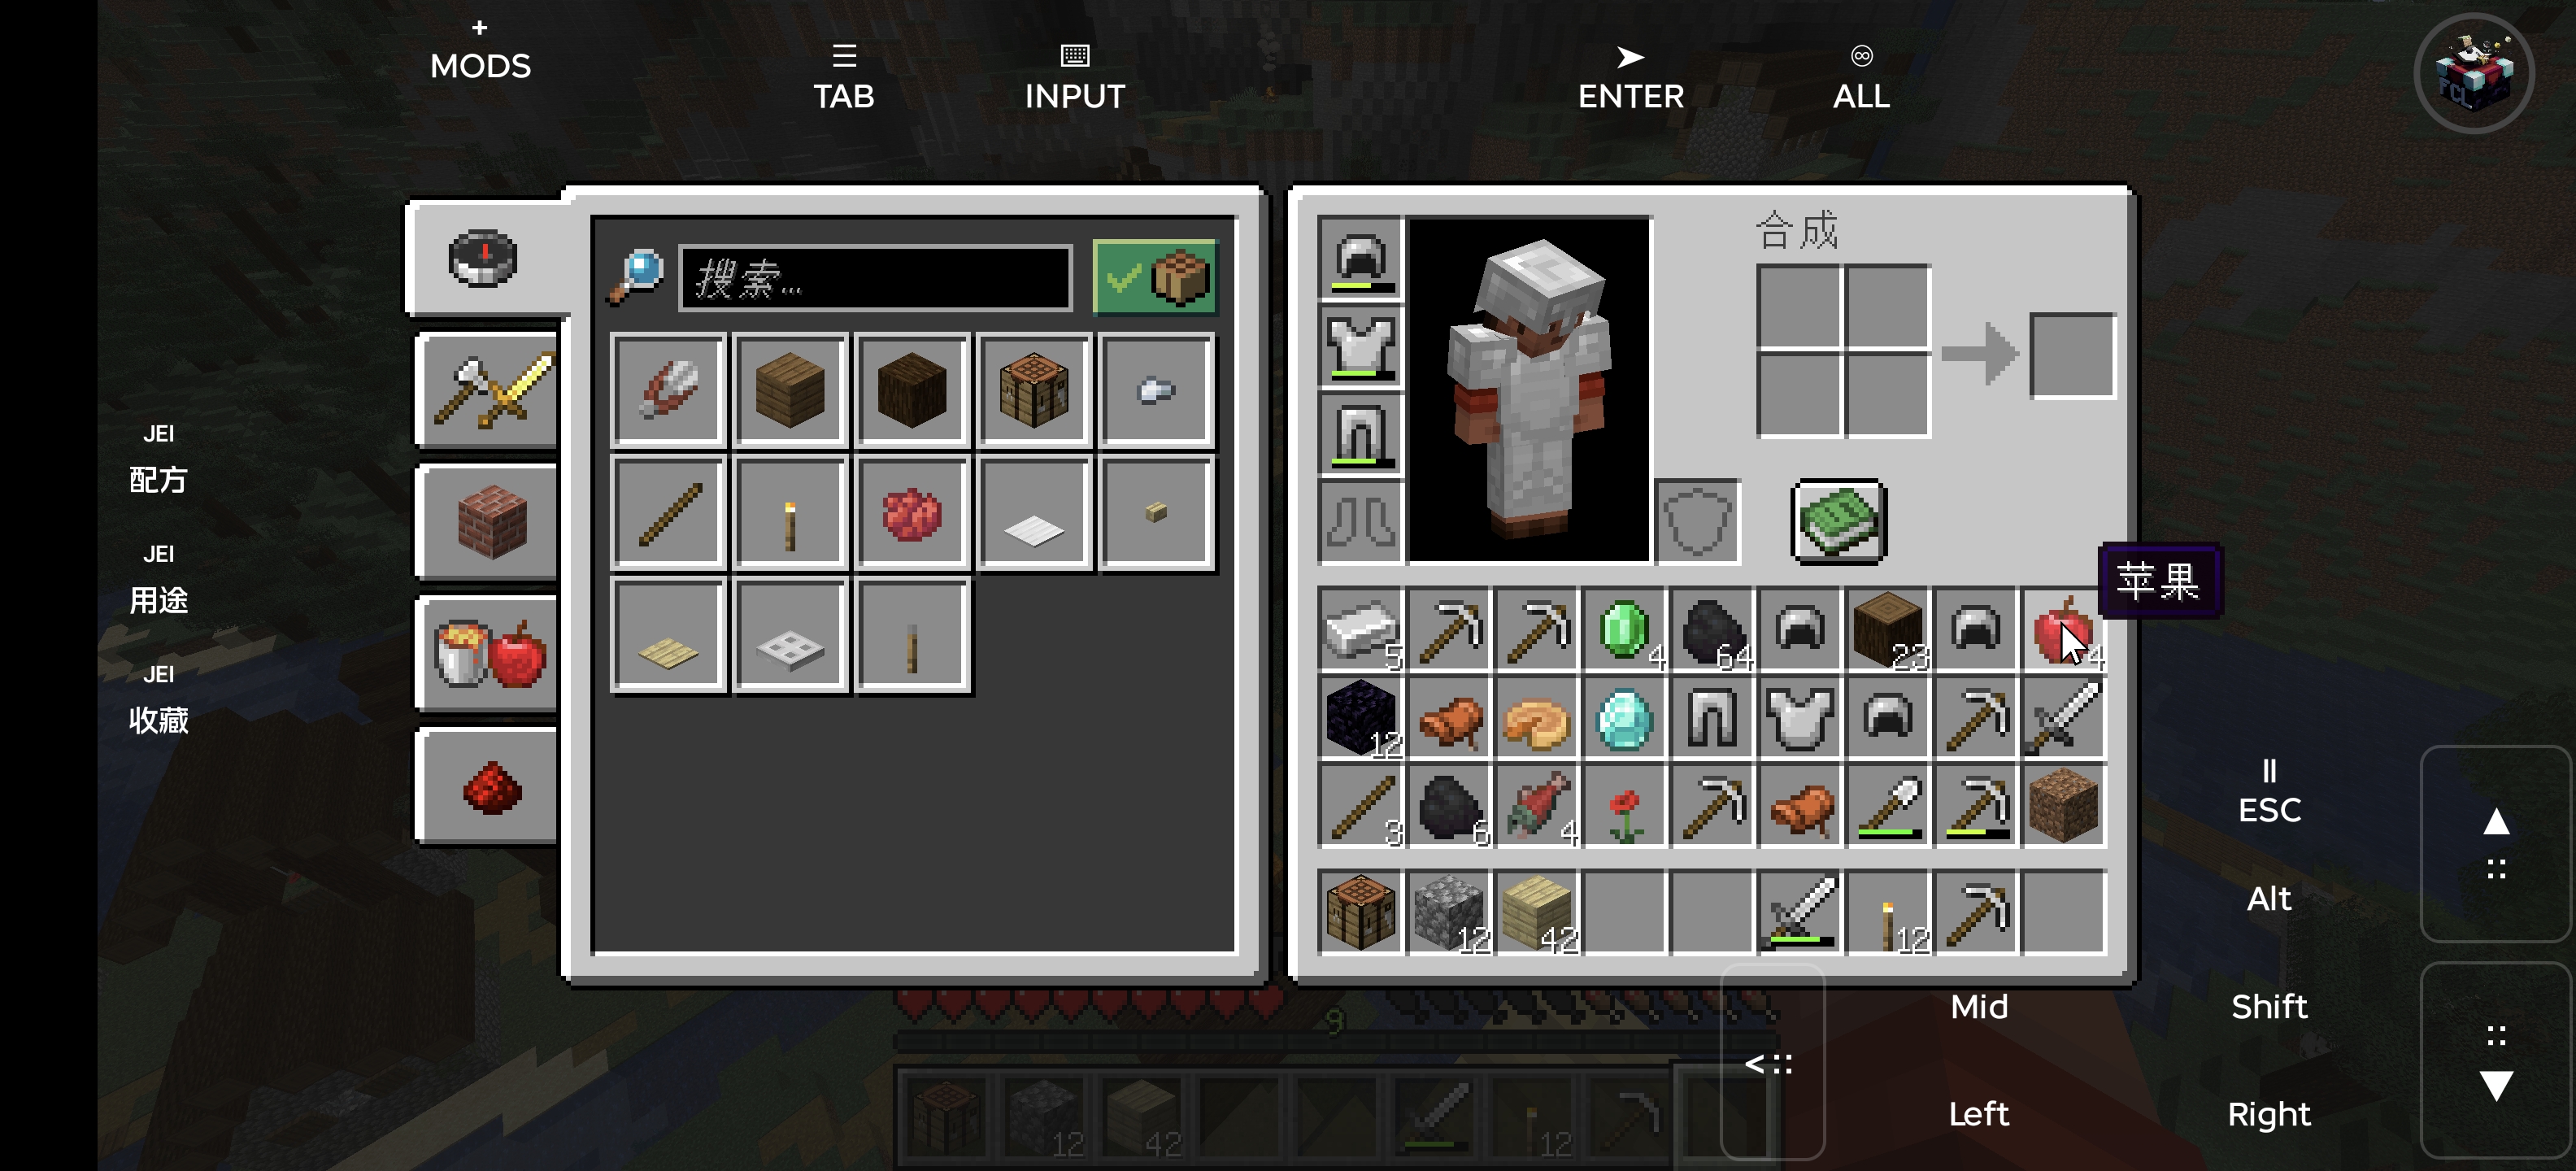 +
MODS
TAB
INPUT
ENTER
ALL
FCL
合成
搜索...
JEI
配方
JEI
用途
JEI
收藏
苹果
5
4
64
23
4
12
3
6
4
12
42
12
ESC
Alt
9
Mid
Shift
<
Left
Right
12
42
12